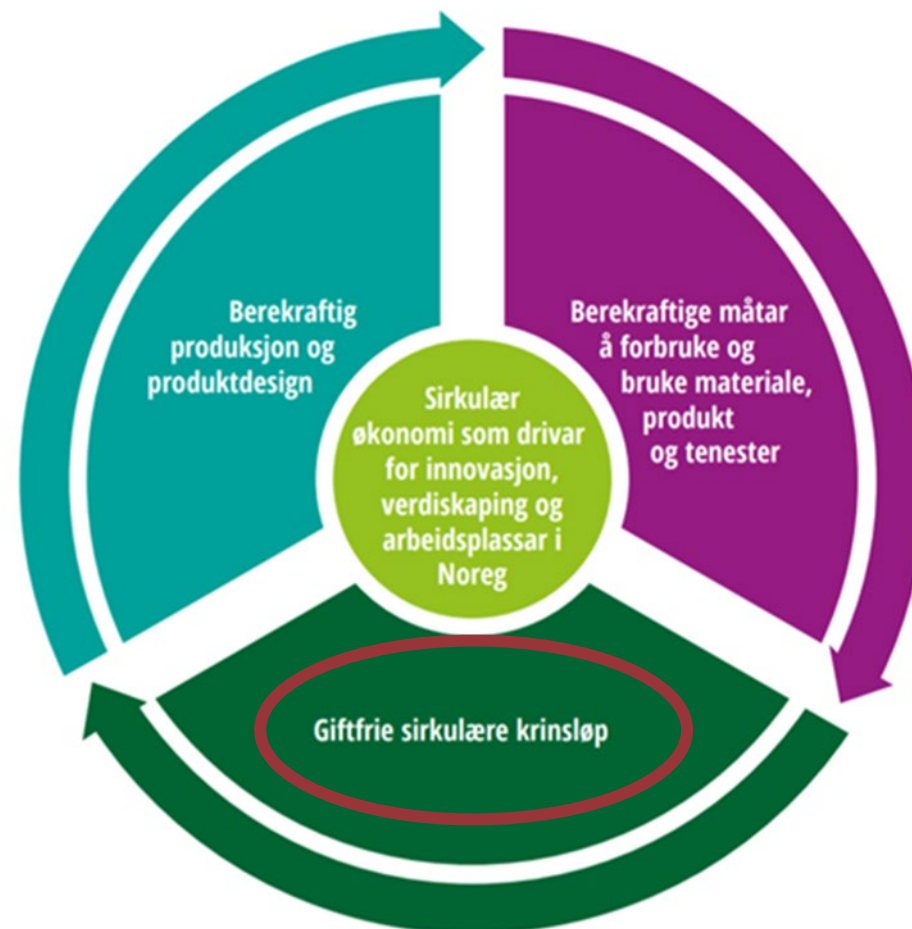 Berekraftig
produksjon og
produktdesign
Berekraftige måtar
å forbruke og
bruke materiale,
produkt
og tenester
Sirkulær
økonomi som drivar
for innovasjon,
verdiskaping og
arbeidsplassar i
Noreg
Giftfrie sirkulære krinsløp